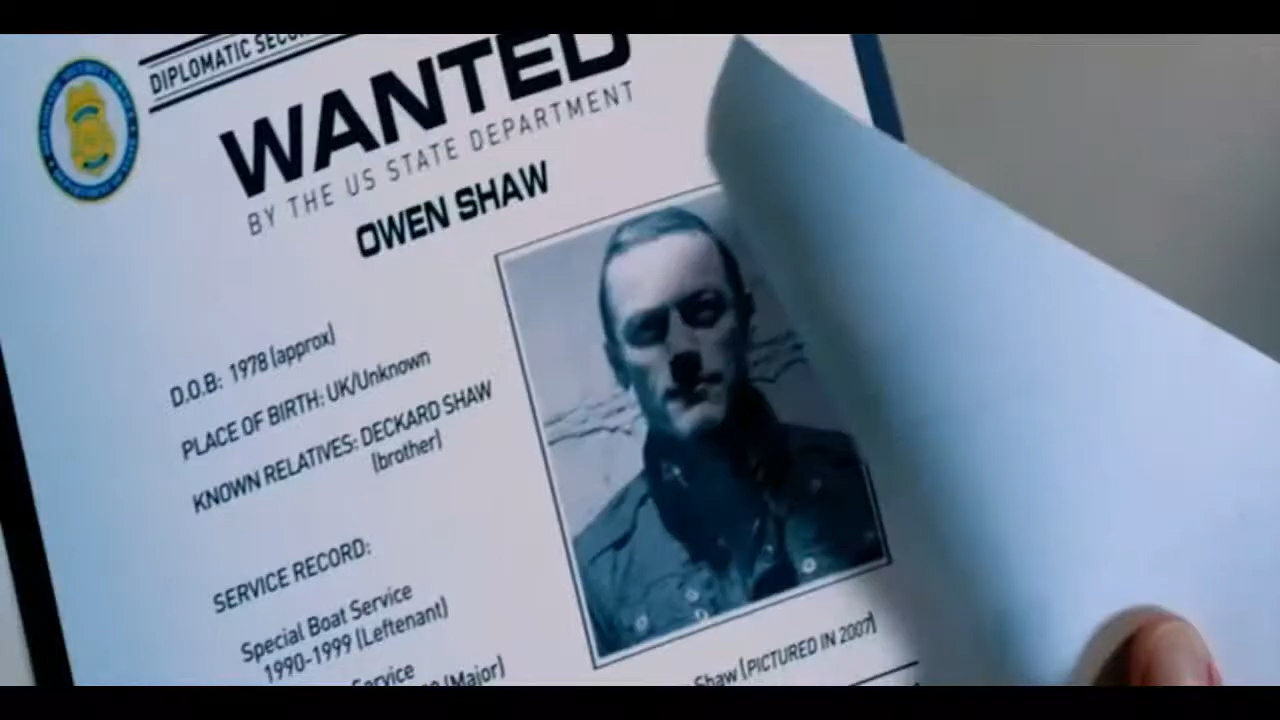 DIPLOMATIC
WANTED
BY THE US STATE DEPARTMENT
OWEN SHAW
D.O.B: 1978 (approx)
PLACE OF BIRTH: UK/Unknown
KNOWN RELATIVES: DECKARD SHAW
(brother)
SERVICE RECORD:
Special Boat Service
1990-1999 (Leftenant)
Service
(Major)
Shaw (PICTURED IN 2007)